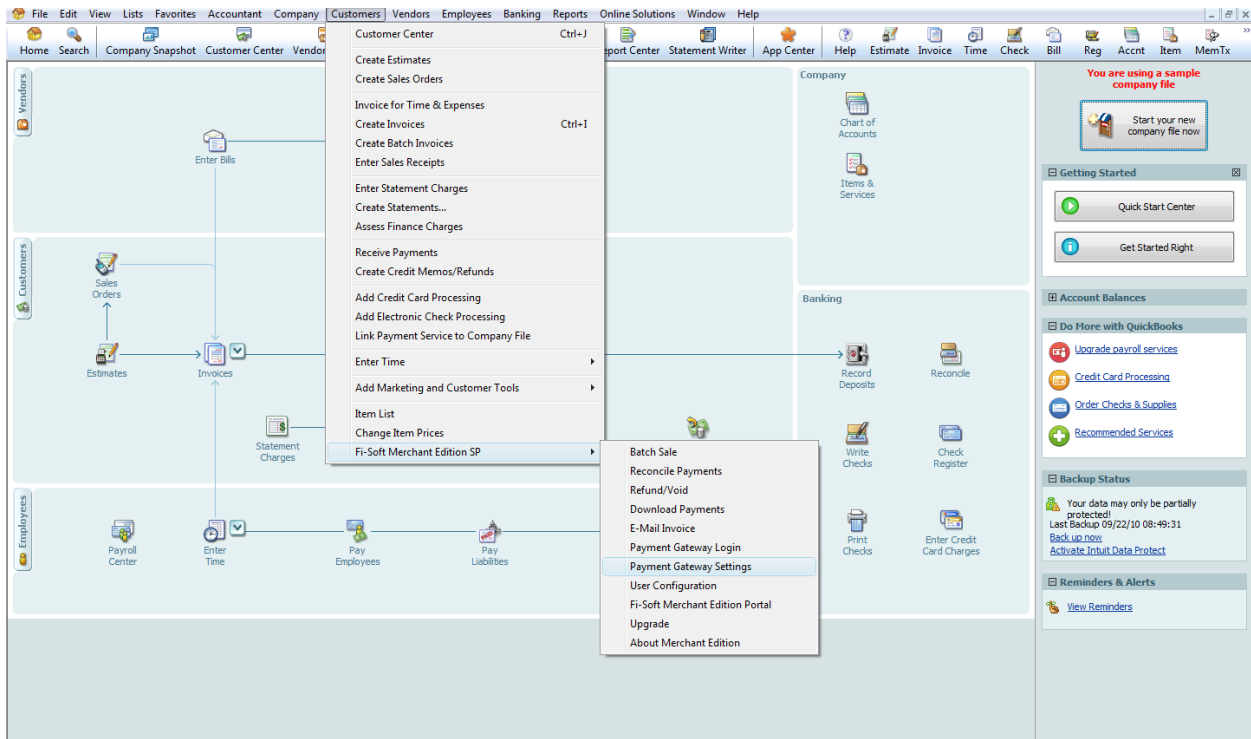 File Edit View Lists Favorites Accountant Company Customers Vendors Employees Banking Reports Online Solutions Window Help
Home Search Company Snapshot Customer Center Vendor port Center Statement Writer App Center Help Estimate Invoice Time Check Bill Reg Accnt Item MemTx
Customer Center Ctrl+J
Create Estimates
Create Sales Orders
Invoice for Time & Expenses
Create Invoices Ctrl+I
Create Batch Invoices
Enter Sales Receipts
Enter Statement Charges
Create Statements...
Assess Finance Charges
Receive Payments
Create Credit Memos/Refunds
Add Credit Card Processing
Add Electronic Check Processing
Link Payment Service to Company File
Enter Time
Add Marketing and Customer Tools
Item List
Change Item Prices
Fi-Soft Merchant Edition SP
Batch Sale
Reconcile Payments
Refund/Void
Download Payments
E-Mail Invoice
Payment Gateway Login
Payment Gateway Settings
User Configuration
Fi-Soft Merchant Edition Portal
Upgrade
About Merchant Edition
Vendors
Enter Bills
Customers
Sales
Orders
Estimates
Invoices
Statement
Charges
Employees
Payroll
Center
Enter
Time
Pay
Employees
Pay
Liabilities
Company
Chart of
Accounts
Items &
Services
Banking
Record
Deposits
Reconcile
Write
Checks
Check
Register
Print
Checks
Enter Credit
Card Charges
You are using a sample
company file
Start your new
company file now
Getting Started
Quick Start Center
Get Started Right
Account Balances
Do More with QuickBooks
Upgrade payroll services
Credit Card Processing
Order Checks & Supplies
Recommended Services
Backup Status
Your data may only be partially
protected!
Last Backup 09/22/10 08:49:31
Back up now
Activate Intuit Data Protect
Reminders & Alerts
View Reminders